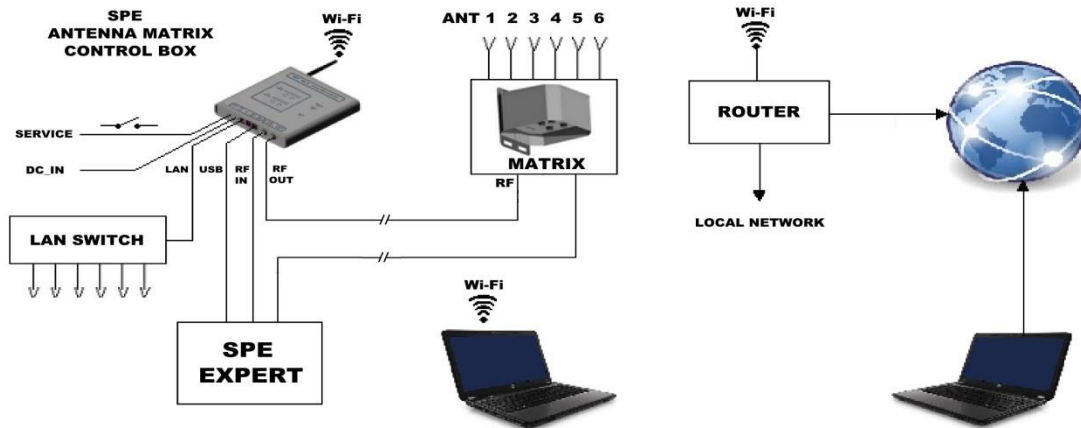 SPE
ANTENNA MATRIX
CONTROL BOX
Wi-Fi
ANT 1 2 3 4 5 6
Wi-Fi
SERVICE
DC_IN
LAN
USB
RF
IN
RF
OUT
MATRIX
RF
ROUTER
LOCAL NETWORK
LAN SWITCH
Wi-Fi
SPE
EXPERT